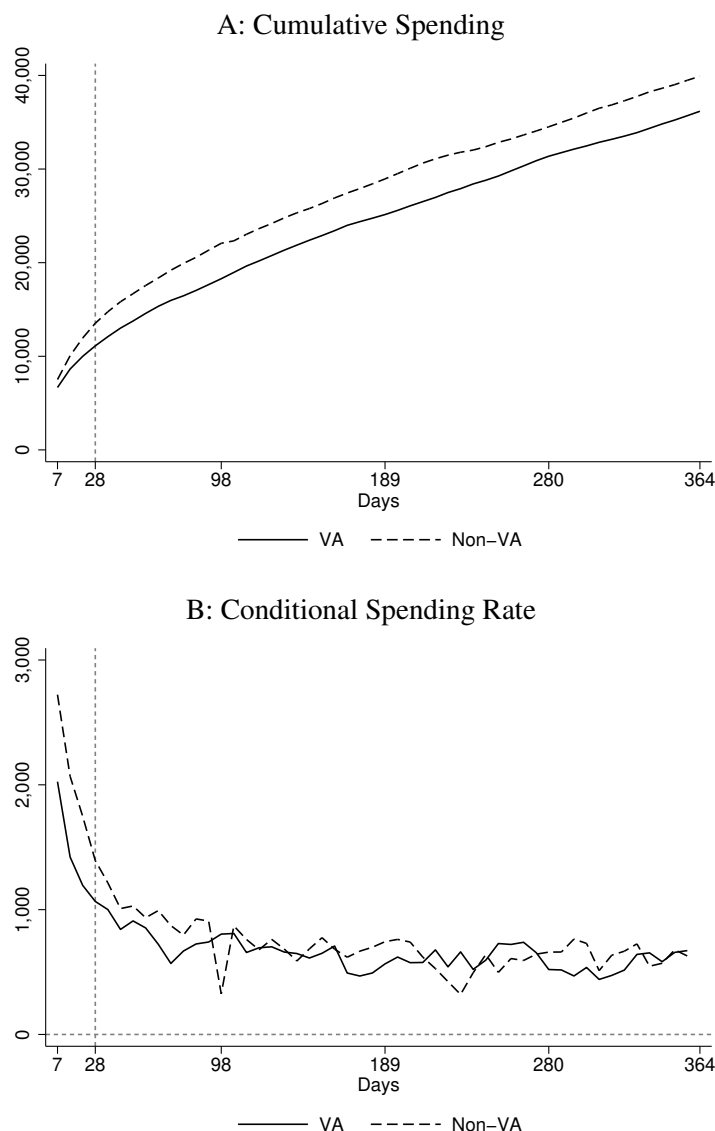 A: Cumulative Spending
40,000
30,000
20,000
10,000
0
7 28 98 189 280 364
Days
VA Non−VA
B: Conditional Spending Rate
3,000
2,000
1,000
0
7 28 98 189 280 364
Days
VA Non−VA